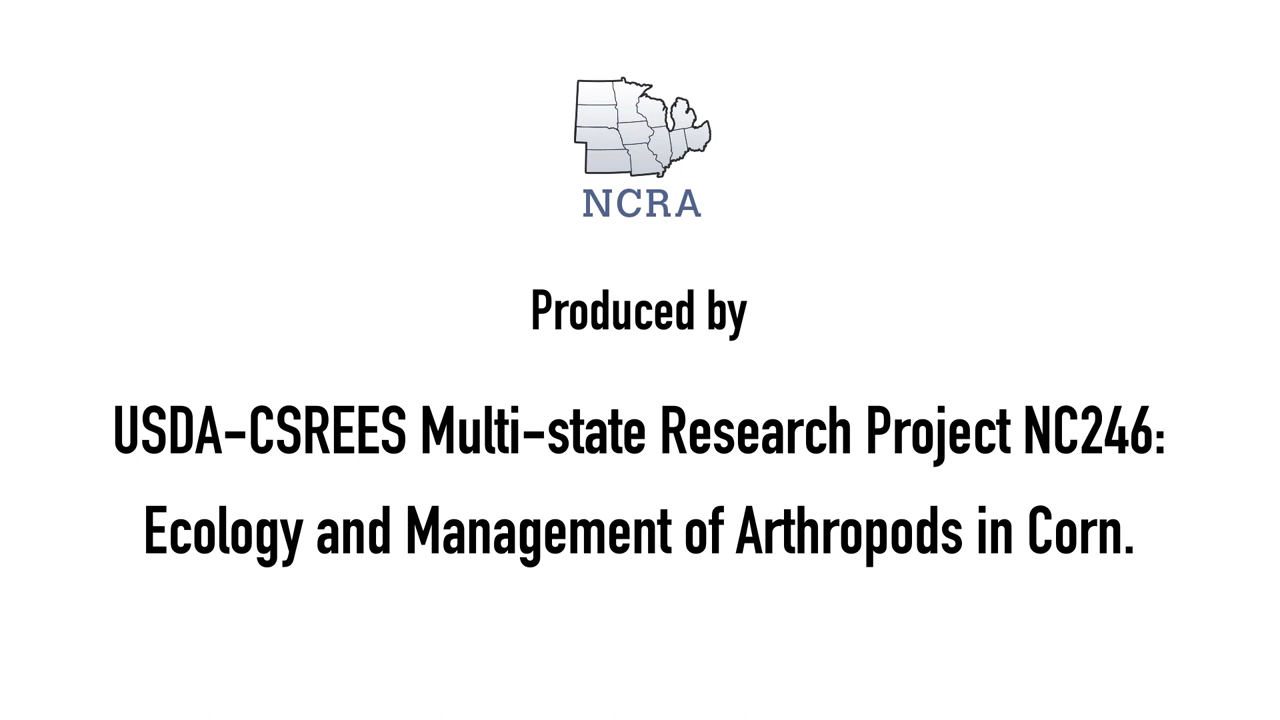 NCRA
Produced by
USDA-CSREES Multi-state Research Project NC246:
Ecology and Management of Arthropods in Corn.